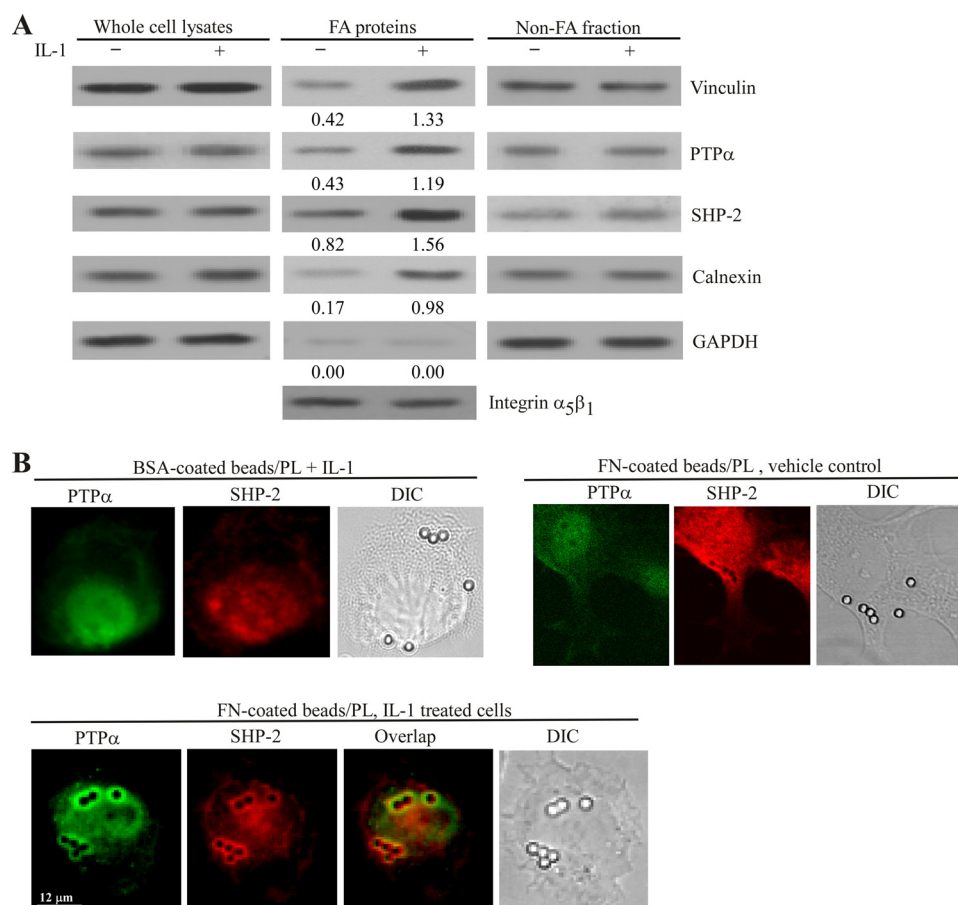 A
Whole cell lysates FA proteins Non-FA fraction
IL-1 − + − + − +
Vinculin
0.42 1.33
PTPα
0.43 1.19
SHP-2
0.82 1.56
Calnexin
0.17 0.98
GAPDH
0.00 0.00
Integrin α5β1
B
BSA-coated beads/PL + IL-1
PTPα SHP-2 DIC
FN-coated beads/PL , vehicle control
PTPα SHP-2 DIC
FN-coated beads/PL, IL-1 treated cells
PTPα SHP-2 Overlap DIC
12 µm